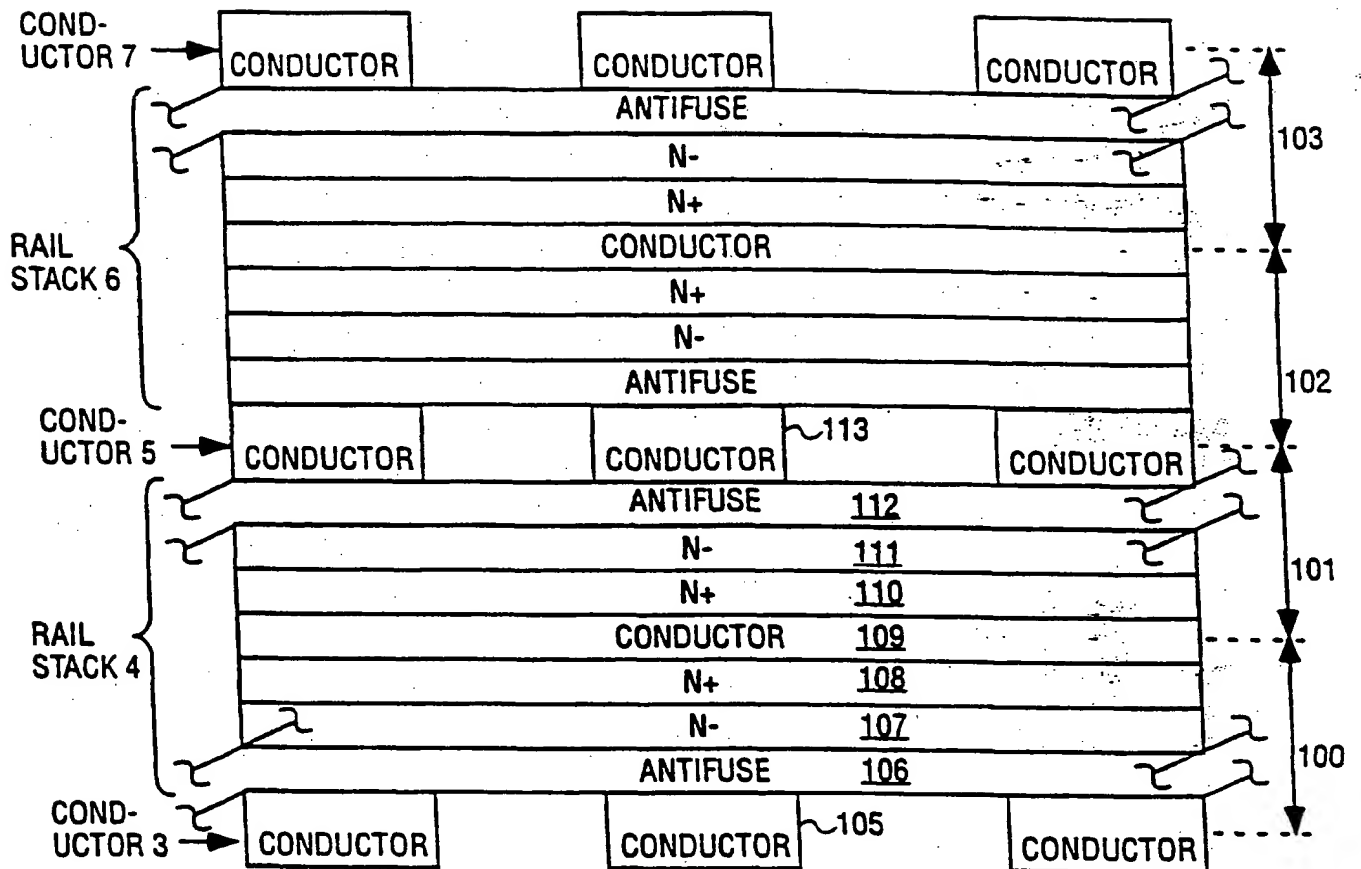 COND-
UCTOR 7
CONDUCTOR CONDUCTOR CONDUCTOR
ANTIFUSE
103
N-
N+
RAIL
STACK 6
CONDUCTOR
N+
N-
102
ANTIFUSE
COND-
UCTOR 5
113
CONDUCTOR CONDUCTOR CONDUCTOR
ANTIFUSE 112
N- 111
101
N+ 110
RAIL
STACK 4
CONDUCTOR 109
N+ 108
N- 107
100
ANTIFUSE 106
COND-
UCTOR 3
105
CONDUCTOR CONDUCTOR CONDUCTOR